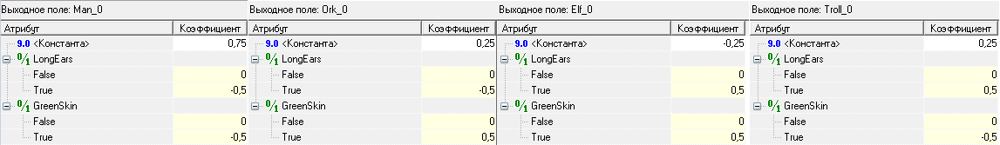 Выходное поле: Man_0 Выходное поле: Ork_0 Выходное поле: Elf_0 Выходное поле: Troll_0
Атрибут Коэффициент Атрибут Коэффициент Атрибут Коэффициент Атрибут Коэффициент
9.0 <Константа> 0,75 9.0 <Константа> 0,25 9.0 <Константа> -0,25 9.0 <Константа> 0,25
0/1 LongEars 0/1 LongEars 0/1 LongEars 0/1 LongEars
False 0 False 0 False 0 False 0
True -0,5 True -0,5 True 0,5 True 0,5
0/1 GreenSkin 0/1 GreenSkin 0/1 GreenSkin 0/1 GreenSkin
False 0 False 0 False 0 False 0
True -0,5 True 0,5 True 0,5 True -0,5